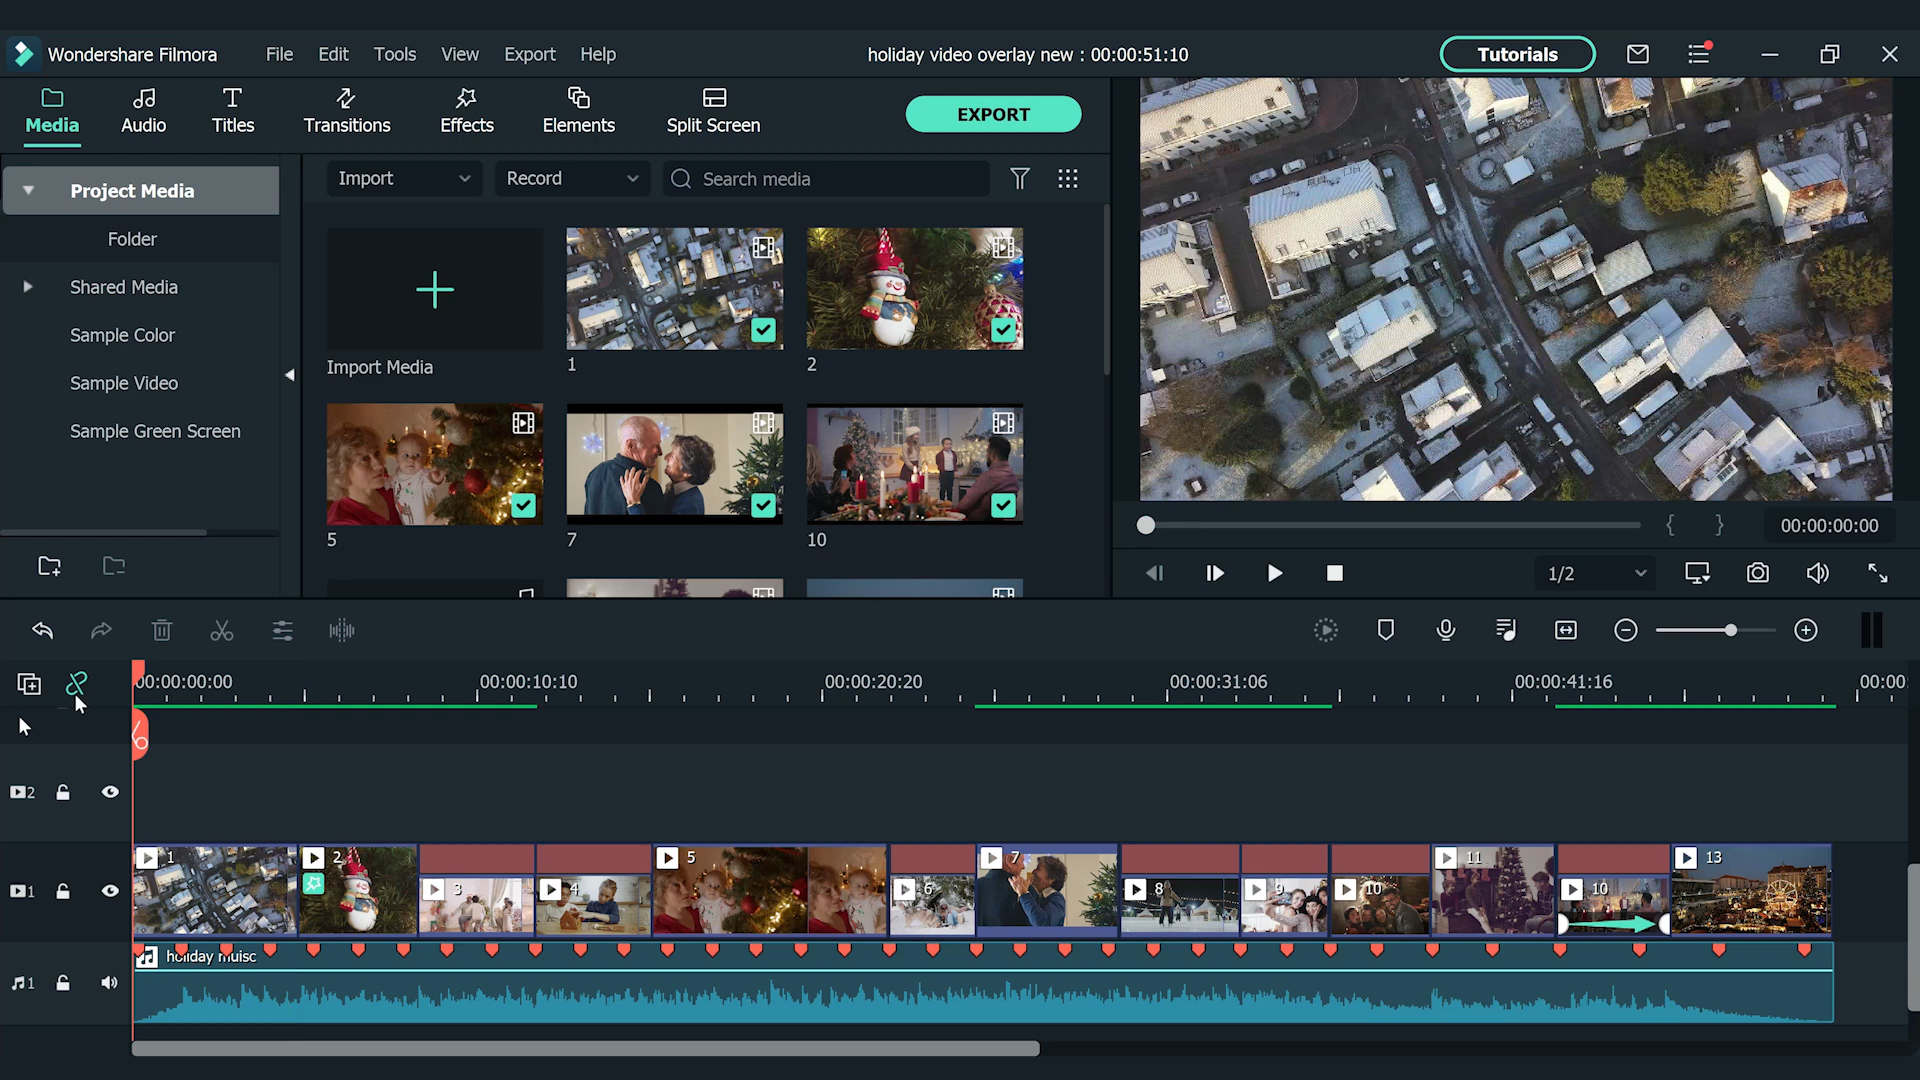 Wondershare Filmora File Edit Tools View Export Help holiday video overlay new : 00:00:51:10 Tutorials
Media Audio Titles Transitions Effects Elements Split Screen EXPORT
Project Media
Folder
Shared Media
Sample Color
Sample Video
Sample Green Screen
Import Record Search media
Import Media 1 2
5 7 10
{ } 00:00:00:00
1/2
00:00:00:00 00:00:10:10 00:00:20:20 00:00:31:06 00:00:41:16 00:00:
2
1
1 2 3 4 5 6 7 8 9 10 11 10 13
1
holiday muisc